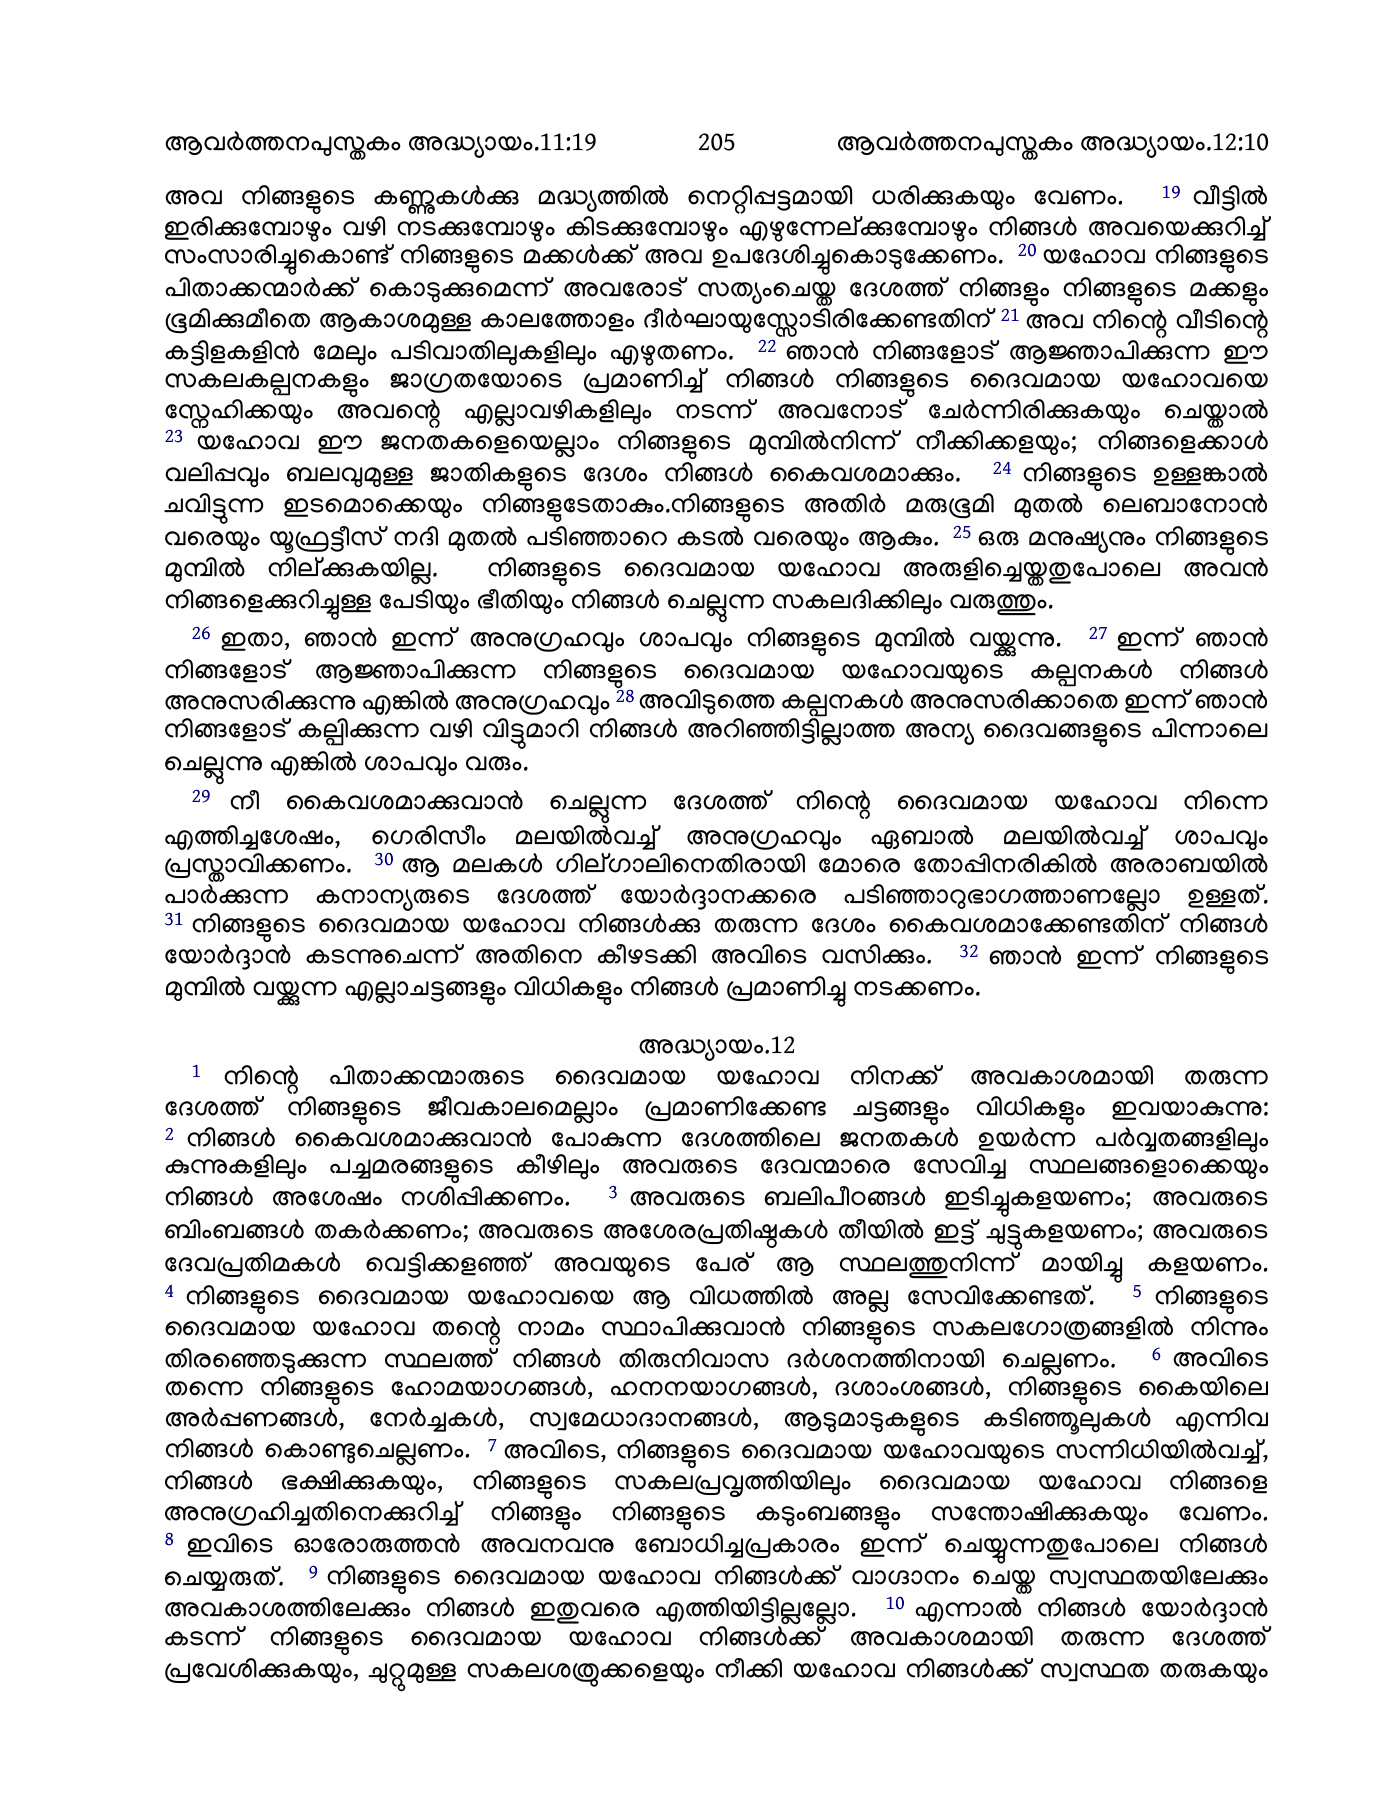 ആവർത്തനപുസ്തകം അദ്ധ്യായം.11:19 205 ആവർത്തനപുസ്തകം അദ്ധ്യായം.12:10
അവ നിങ്ങളുടെ കണ്ണുകൾക്കു മദ്ധ്യത്തിൽ നെറ്റിപ്പട്ടമായി ധരിക്കുകയും വേണം. 19 വീട്ടിൽ
ഇരിക്കുമ്പോഴും വഴി നടക്കുമ്പോഴും കിടക്കുമ്പോഴും എഴുന്നേല്ക്കുമ്പോഴും നിങ്ങൾ അവയെക്കുറിച്ച്
സംസാരിച്ചുകൊണ്ട് നിങ്ങളുടെ മക്കൾക്ക് അവ ഉപദേശിച്ചുകൊടുക്കേണം. 20 യഹോവ നിങ്ങളുടെ
പിതാക്കന്മാർക്ക് കൊടുക്കുമെന്ന് അവരോട് സത്യംചെയ്ത ദേശത്ത് നിങ്ങളും നിങ്ങളുടെ മക്കളും
ഭൂമിക്കുമീതെ ആകാശമുള്ള കാലത്തോളം ദീർഘായുസ്സോടിരിക്കേണ്ടതിന് 21 അവ നിന്റെ വീടിന്റെ
കട്ടിളകളിൻ മേലും പടിവാതിലുകളിലും എഴുതണം. 22 ഞാൻ നിങ്ങളോട് ആജ്ഞാപിക്കുന്ന ഈ
സകലകല്പനകളും ജാഗ്രതയോടെ പ്രമാണിച്ച് നിങ്ങൾ നിങ്ങളുടെ ദൈവമായ യഹോവയെ
സ്നേഹിക്കയും അവന്റെ എല്ലാവഴികളിലും നടന്ന് അവനോട് ചേർന്നിരിക്കുകയും ചെയ്താൽ
23 യഹോവ ഈ ജനതകളെയെല്ലാം നിങ്ങളുടെ മുമ്പിൽനിന്ന് നീക്കിക്കളയും; നിങ്ങളെക്കാൾ
വലിപ്പവും ബലവുമുള്ള ജാതികളുടെ ദേശം നിങ്ങൾ കൈവശമാക്കും. 24 നിങ്ങളുടെ ഉള്ളങ്കാൽ
ചവിട്ടുന്ന ഇടമൊക്കെയും നിങ്ങളുടേതാകും.നിങ്ങളുടെ അതിർ മരുഭൂമി മുതൽ ലെബാനോൻ
വരെയും യൂഫ്രട്ടീസ് നദി മുതൽ പടിഞ്ഞാറെ കടൽ വരെയും ആകും. 25 ഒരു മനുഷ്യനും നിങ്ങളുടെ
മുമ്പിൽ നില്ക്കുകയില്ല. നിങ്ങളുടെ ദൈവമായ യഹോവ അരുളിച്ചെയ്തതുപോലെ അവൻ
നിങ്ങളെക്കുറിച്ചുള്ള പേടിയും ഭീതിയും നിങ്ങൾ ചെല്ലുന്ന സകലദിക്കിലും വരുത്തും.
26 ഇതാ, ഞാൻ ഇന്ന് അനുഗ്രഹവും ശാപവും നിങ്ങളുടെ മുമ്പിൽ വയ്ക്കുന്നു. 27 ഇന്ന് ഞാൻ
നിങ്ങളോട് ആജ്ഞാപിക്കുന്ന നിങ്ങളുടെ ദൈവമായ യഹോവയുടെ കല്പനകൾ നിങ്ങൾ
അനുസരിക്കുന്നു എങ്കിൽ അനുഗ്രഹവും 28 അവിടുത്തെ കല്പനകൾ അനുസരിക്കാതെ ഇന്ന് ഞാൻ
നിങ്ങളോട് കല്പിക്കുന്ന വഴി വിട്ടുമാറി നിങ്ങൾ അറിഞ്ഞിട്ടില്ലാത്ത അന്യ ദൈവങ്ങളുടെ പിന്നാലെ
ചെല്ലുന്നു എങ്കിൽ ശാപവും വരും.
29 നീ കൈവശമാക്കുവാൻ ചെല്ലുന്ന ദേശത്ത് നിന്റെ ദൈവമായ യഹോവ നിന്നെ
എത്തിച്ചശേഷം, ഗെരിസീം മലയിൽവച്ച് അനുഗ്രഹവും ഏബാൽ മലയിൽവച്ച് ശാപവും
പ്രസ്താവിക്കണം. 30 ആ മലകൾ ഗില്ഗാലിനെതിരായി മോരെ തോപ്പിനരികിൽ അരാബയിൽ
പാർക്കുന്ന കനാന്യരുടെ ദേശത്ത് യോർദ്ദാനക്കരെ പടിഞ്ഞാറുഭാഗത്താണല്ലോ ഉള്ളത്.
31 നിങ്ങളുടെ ദൈവമായ യഹോവ നിങ്ങൾക്കു തരുന്ന ദേശം കൈവശമാക്കേണ്ടതിന് നിങ്ങൾ
യോർദ്ദാൻ കടന്നുചെന്ന് അതിനെ കീഴടക്കി അവിടെ വസിക്കും. 32 ഞാൻ ഇന്ന് നിങ്ങളുടെ
മുമ്പിൽ വയ്ക്കുന്ന എല്ലാചട്ടങ്ങളും വിധികളും നിങ്ങൾ പ്രമാണിച്ചു നടക്കണം.
അദ്ധ്യായം.12
1 നിന്റെ പിതാക്കന്മാരുടെ ദൈവമായ യഹോവ നിനക്ക് അവകാശമായി തരുന്ന
ദേശത്ത് നിങ്ങളുടെ ജീവകാലമെല്ലാം പ്രമാണിക്കേണ്ട ചട്ടങ്ങളും വിധികളും ഇവയാകുന്നു:
2 നിങ്ങൾ കൈവശമാക്കുവാൻ പോകുന്ന ദേശത്തിലെ ജനതകൾ ഉയർന്ന പർവ്വതങ്ങളിലും
കുന്നുകളിലും പച്ചമരങ്ങളുടെ കീഴിലും അവരുടെ ദേവന്മാരെ സേവിച്ച സ്ഥലങ്ങളൊക്കെയും
നിങ്ങൾ അശേഷം നശിപ്പിക്കണം. 3 അവരുടെ ബലിപീഠങ്ങൾ ഇടിച്ചുകളയണം; അവരുടെ
ബിംബങ്ങൾ തകർക്കണം; അവരുടെ അശേരപ്രതിഷ്ഠകൾ തീയിൽ ഇട്ട് ചുട്ടുകളയണം; അവരുടെ
ദേവപ്രതിമകൾ വെട്ടിക്കളഞ്ഞ് അവയുടെ പേര് ആ സ്ഥലത്തുനിന്ന് മായിച്ചു കളയണം.
4 നിങ്ങളുടെ ദൈവമായ യഹോവയെ ആ വിധത്തിൽ അല്ല സേവിക്കേണ്ടത്. 5 നിങ്ങളുടെ
ദൈവമായ യഹോവ തന്റെ നാമം സ്ഥാപിക്കുവാൻ നിങ്ങളുടെ സകലഗോത്രങ്ങളിൽ നിന്നും
തിരഞ്ഞെടുക്കുന്ന സ്ഥലത്ത് നിങ്ങൾ തിരുനിവാസ ദർശനത്തിനായി ചെല്ലണം. 6 അവിടെ
തന്നെ നിങ്ങളുടെ ഹോമയാഗങ്ങൾ, ഹനനയാഗങ്ങൾ, ദശാംശങ്ങൾ, നിങ്ങളുടെ കൈയിലെ
അർപ്പണങ്ങൾ, നേർച്ചകൾ, സ്വമേധാദാനങ്ങൾ, ആടുമാടുകളുടെ കടിഞ്ഞൂലുകൾ എന്നിവ
നിങ്ങൾ കൊണ്ടുചെല്ലണം. 7 അവിടെ, നിങ്ങളുടെ ദൈവമായ യഹോവയുടെ സന്നിധിയിൽവച്ച്,
നിങ്ങൾ ഭക്ഷിക്കുകയും, നിങ്ങളുടെ സകലപ്രവൃത്തിയിലും ദൈവമായ യഹോവ നിങ്ങളെ
അനുഗ്രഹിച്ചതിനെക്കുറിച്ച് നിങ്ങളും നിങ്ങളുടെ കടുംബങ്ങളും സന്തോഷിക്കുകയും വേണം.
8 ഇവിടെ ഓരോരുത്തൻ അവനവനു ബോധിച്ചപ്രകാരം ഇന്ന് ചെയ്യുന്നതുപോലെ നിങ്ങൾ
ചെയ്യരുത്. 9 നിങ്ങളുടെ ദൈവമായ യഹോവ നിങ്ങൾക്ക് വാഗ്ദാനം ചെയ്ത സ്വസ്ഥതയിലേക്കും
അവകാശത്തിലേക്കും നിങ്ങൾ ഇതുവരെ എത്തിയിട്ടില്ലല്ലോ. 10 എന്നാൽ നിങ്ങൾ യോർദ്ദാൻ
കടന്ന് നിങ്ങളുടെ ദൈവമായ യഹോവ നിങ്ങൾക്ക് അവകാശമായി തരുന്ന ദേശത്ത്
പ്രവേശിക്കുകയും, ചുറ്റുമുള്ള സകലശത്രുക്കളെയും നീക്കി യഹോവ നിങ്ങൾക്ക് സ്വസ്ഥത തരുകയും